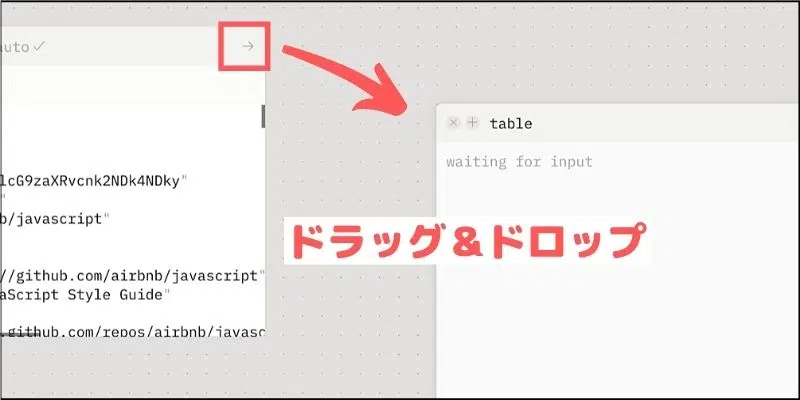 auto ✓ →
lcG9zaXRvcnk2NDk4NDky"
"
b/javascript"
//github.com/airbnb/javascript"
aScript Style Guide"
.github.com/repos/airbnb/javasc
× + table
waiting for input
ドラッグ&ドロップ